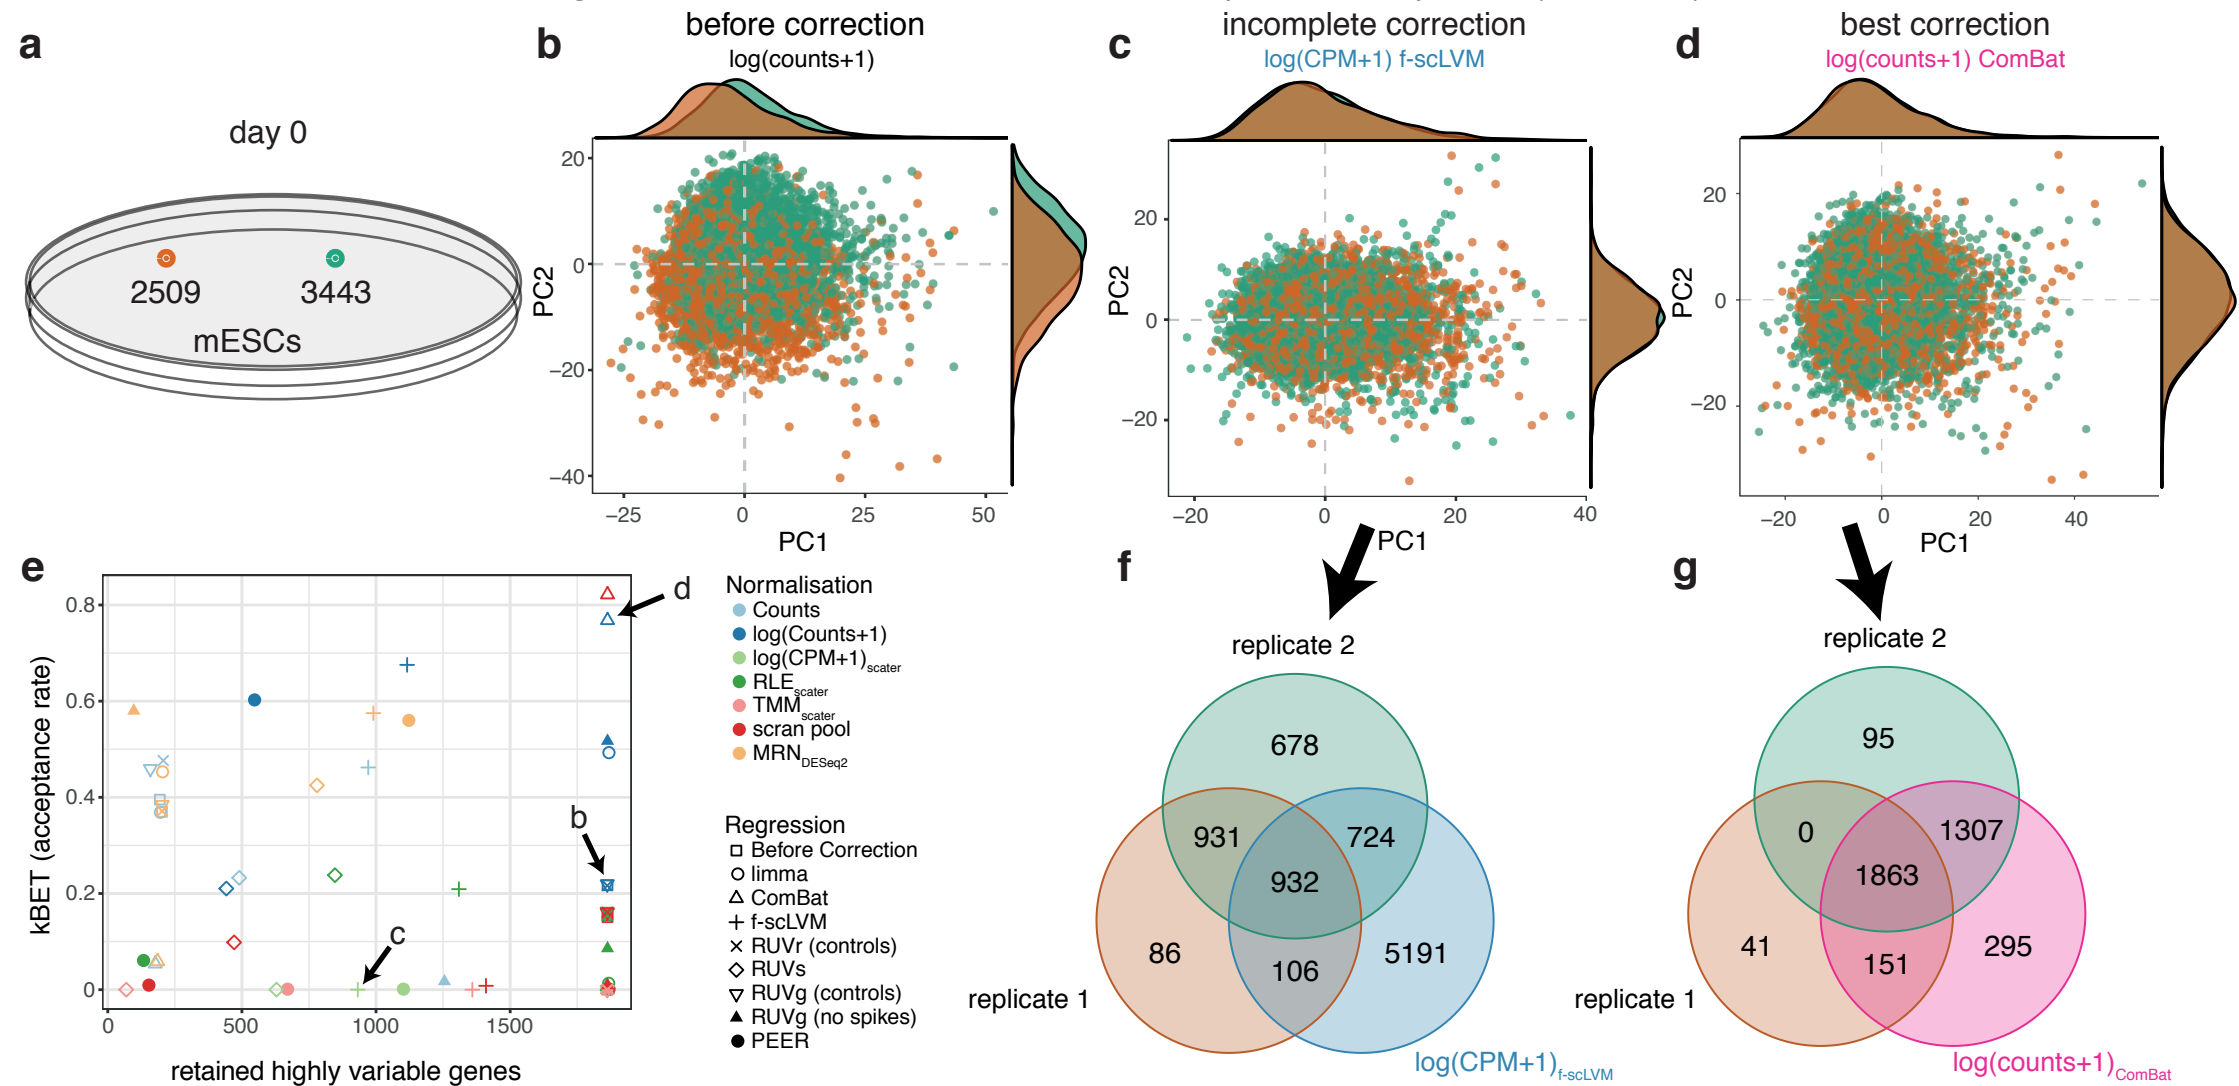 a
day 0
2509
3443
mESCs
b
before correction
log(counts+1)
20
0
−20
−40
PC2
−25
0
25
50
PC1
c
incomplete correction
log(CPM+1) f-scLVM
20
0
−20
PC2
−20
0
20
40
PC1
d
best correction
log(counts+1) ComBat
20
0
−20
PC2
−20
0
20
40
PC1
e
kBET (acceptance rate)
0.8
0.6
0.4
0.2
0
0
500
1000
1500
retained highly variable genes
d
b
c
Normalisation
Counts
log(Counts+1)
log(CPM+1)scater
RLEscater
TMMscater
scran pool
MRNDESeq2
Regression
Before Correction
limma
ComBat
f-scLVM
RUVr (controls)
RUVs
RUVg (controls)
RUVg (no spikes)
PEER
f
replicate 2
678
931
724
932
86
106
5191
replicate 1
log(CPM+1)f-scLVM
g
replicate 2
95
0
1307
1863
41
151
295
replicate 1
log(counts+1)ComBat